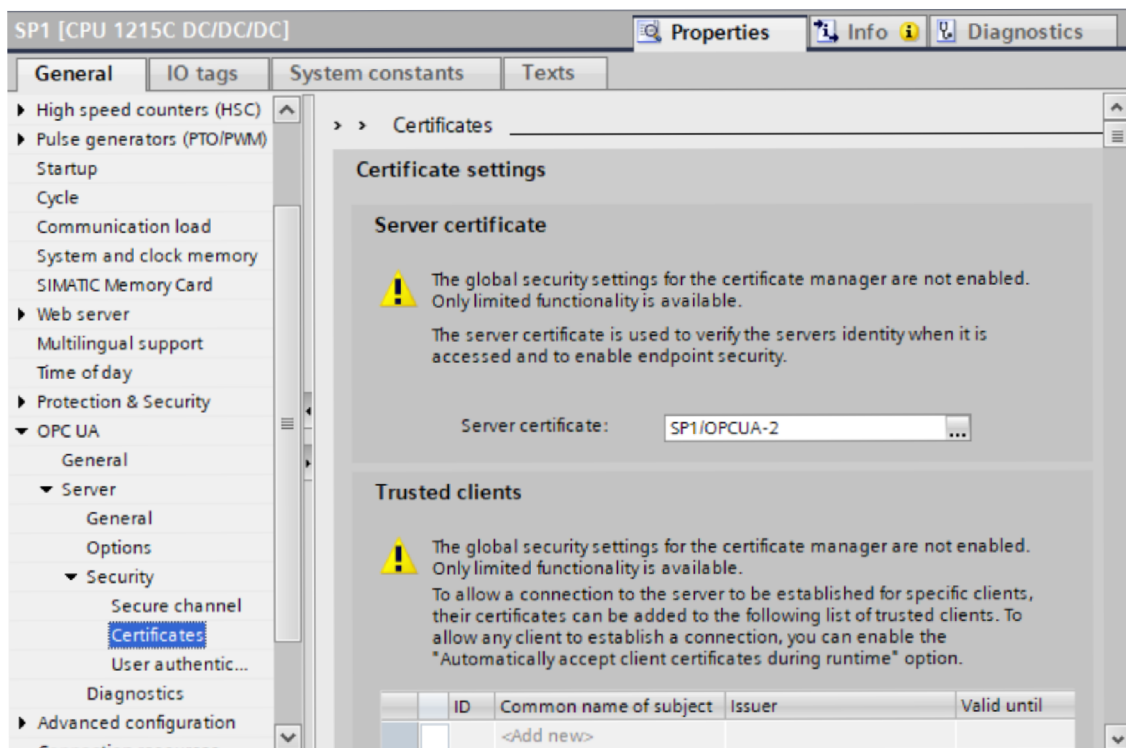 SP1 [CPU 1215C DC/DC/DC]
Properties
Info
Diagnostics
General
IO tags
System constants
Texts
High speed counters (HSC)
Pulse generators (PTO/PWM)
Startup
Cycle
Communication load
System and clock memory
SIMATIC Memory Card
Web server
Multilingual support
Time of day
Protection & Security
OPC UA
General
Server
General
Options
Security
Secure channel
Certificates
User authentic...
Diagnostics
Advanced configuration
> > Certificates
Certificate settings
Server certificate
The global security settings for the certificate manager are not enabled.
Only limited functionality is available.
The server certificate is used to verify the servers identity when it is
accessed and to enable endpoint security.
Server certificate:
SP1/OPCUA-2
...
Trusted clients
The global security settings for the certificate manager are not enabled.
Only limited functionality is available.
To allow a connection to the server to be established for specific clients,
their certificates can be added to the following list of trusted clients. To
allow any client to establish a connection, you can enable the
"Automatically accept client certificates during runtime" option.
ID
Common name of subject
Issuer
Valid until
<Add new>